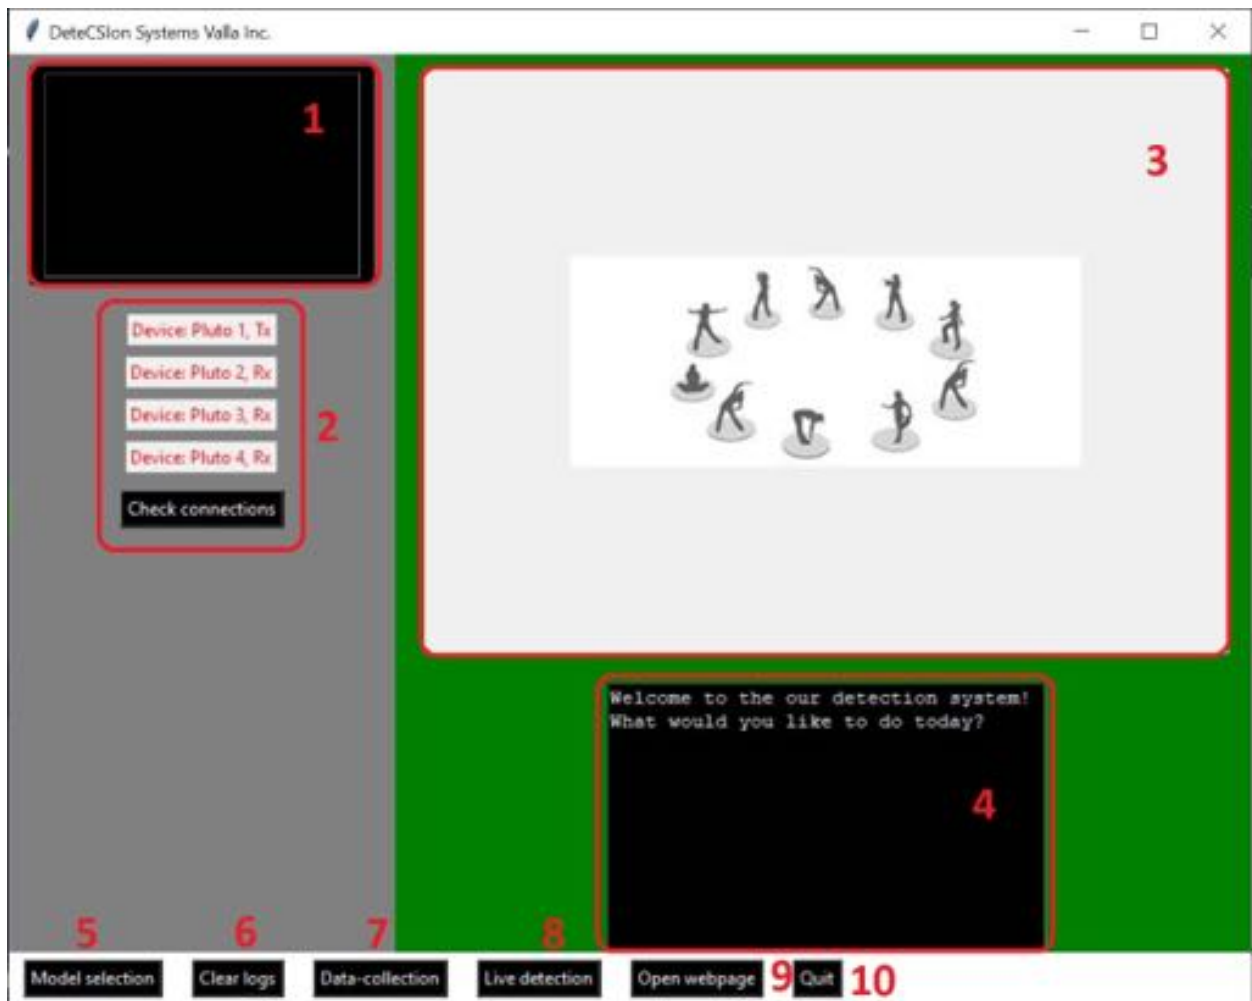 DeteCSIon Systems Valla Inc.
1
3
Device: Pluto 1, Tx
Device: Pluto 2, Rx
Device: Pluto 3, Rx
Device: Pluto 4, Rx
2
Check connections
Welcome to the our detection system!
What would you like to do today?
4
5 6 7 8
Model selection Clear logs Data-collection Live detection Open webpage 9 Quit 10